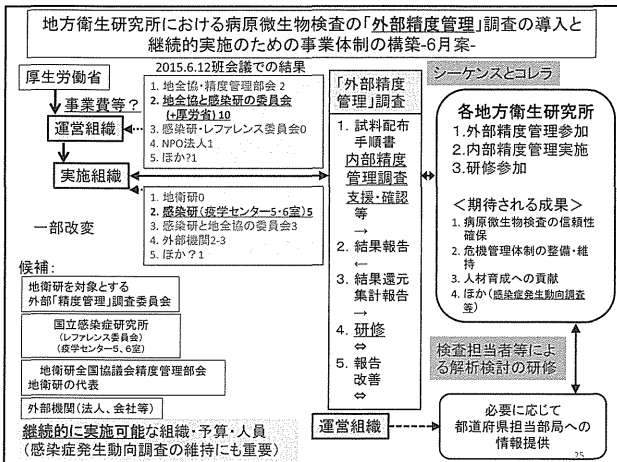 地方衛生研究所における病原微生物検査の「外部精度管理」調査の導入と
継続的実施のための事業体制の構築-6月案-
厚生労働省
事業費等？
運営組織
実施組織
一部改変
2015.6.12班会議での結果
1. 地全協・精度管理部会 2
2. 地全協と感染研の委員会
(+厚労省) 10
3. 感染研・レファレンス委員会0
4. NPO法人1
5. ほか?1
1. 地衛研0
2. 感染研(疫学センター5・6室) 5
3. 感染研と地全協の委員会3
4. 外部機関2-3
5. ほか？1
候補：
地衛研を対象とする
外部「精度管理」調査委員会
国立感染症研究所
(レファレンス委員会)
(疫学センター5、6室)
地衛研全国協議会精度管理部会
地衛研の代表
外部機関(法人、会社等)
継続的に実施可能な組織・予算・人員
(感染症発生動向調査の維持にも重要)
「外部精度
管理」調査
1. 試料配布
手順書
内部精度
管理調査
支援・確認
等
→
2. 結果報告
←
3. 結果還元
集計報告
→
4. 研修
⇔
5. 報告
改善
⇔
運営組織
シーケンスとコレラ
各地方衛生研究所
1.外部精度管理参加
2.内部精度管理実施
3.研修参加
＜期待される成果＞
1. 病原微生物検査の信頼性
確保
2. 危機管理体制の整備・維
持
3. 人材育成への貢献
4. ほか(感染症発生動向調査
等)
検査担当者等によ
る解析検討の研修
必要に応じて
都道府県担当部局への
情報提供
25